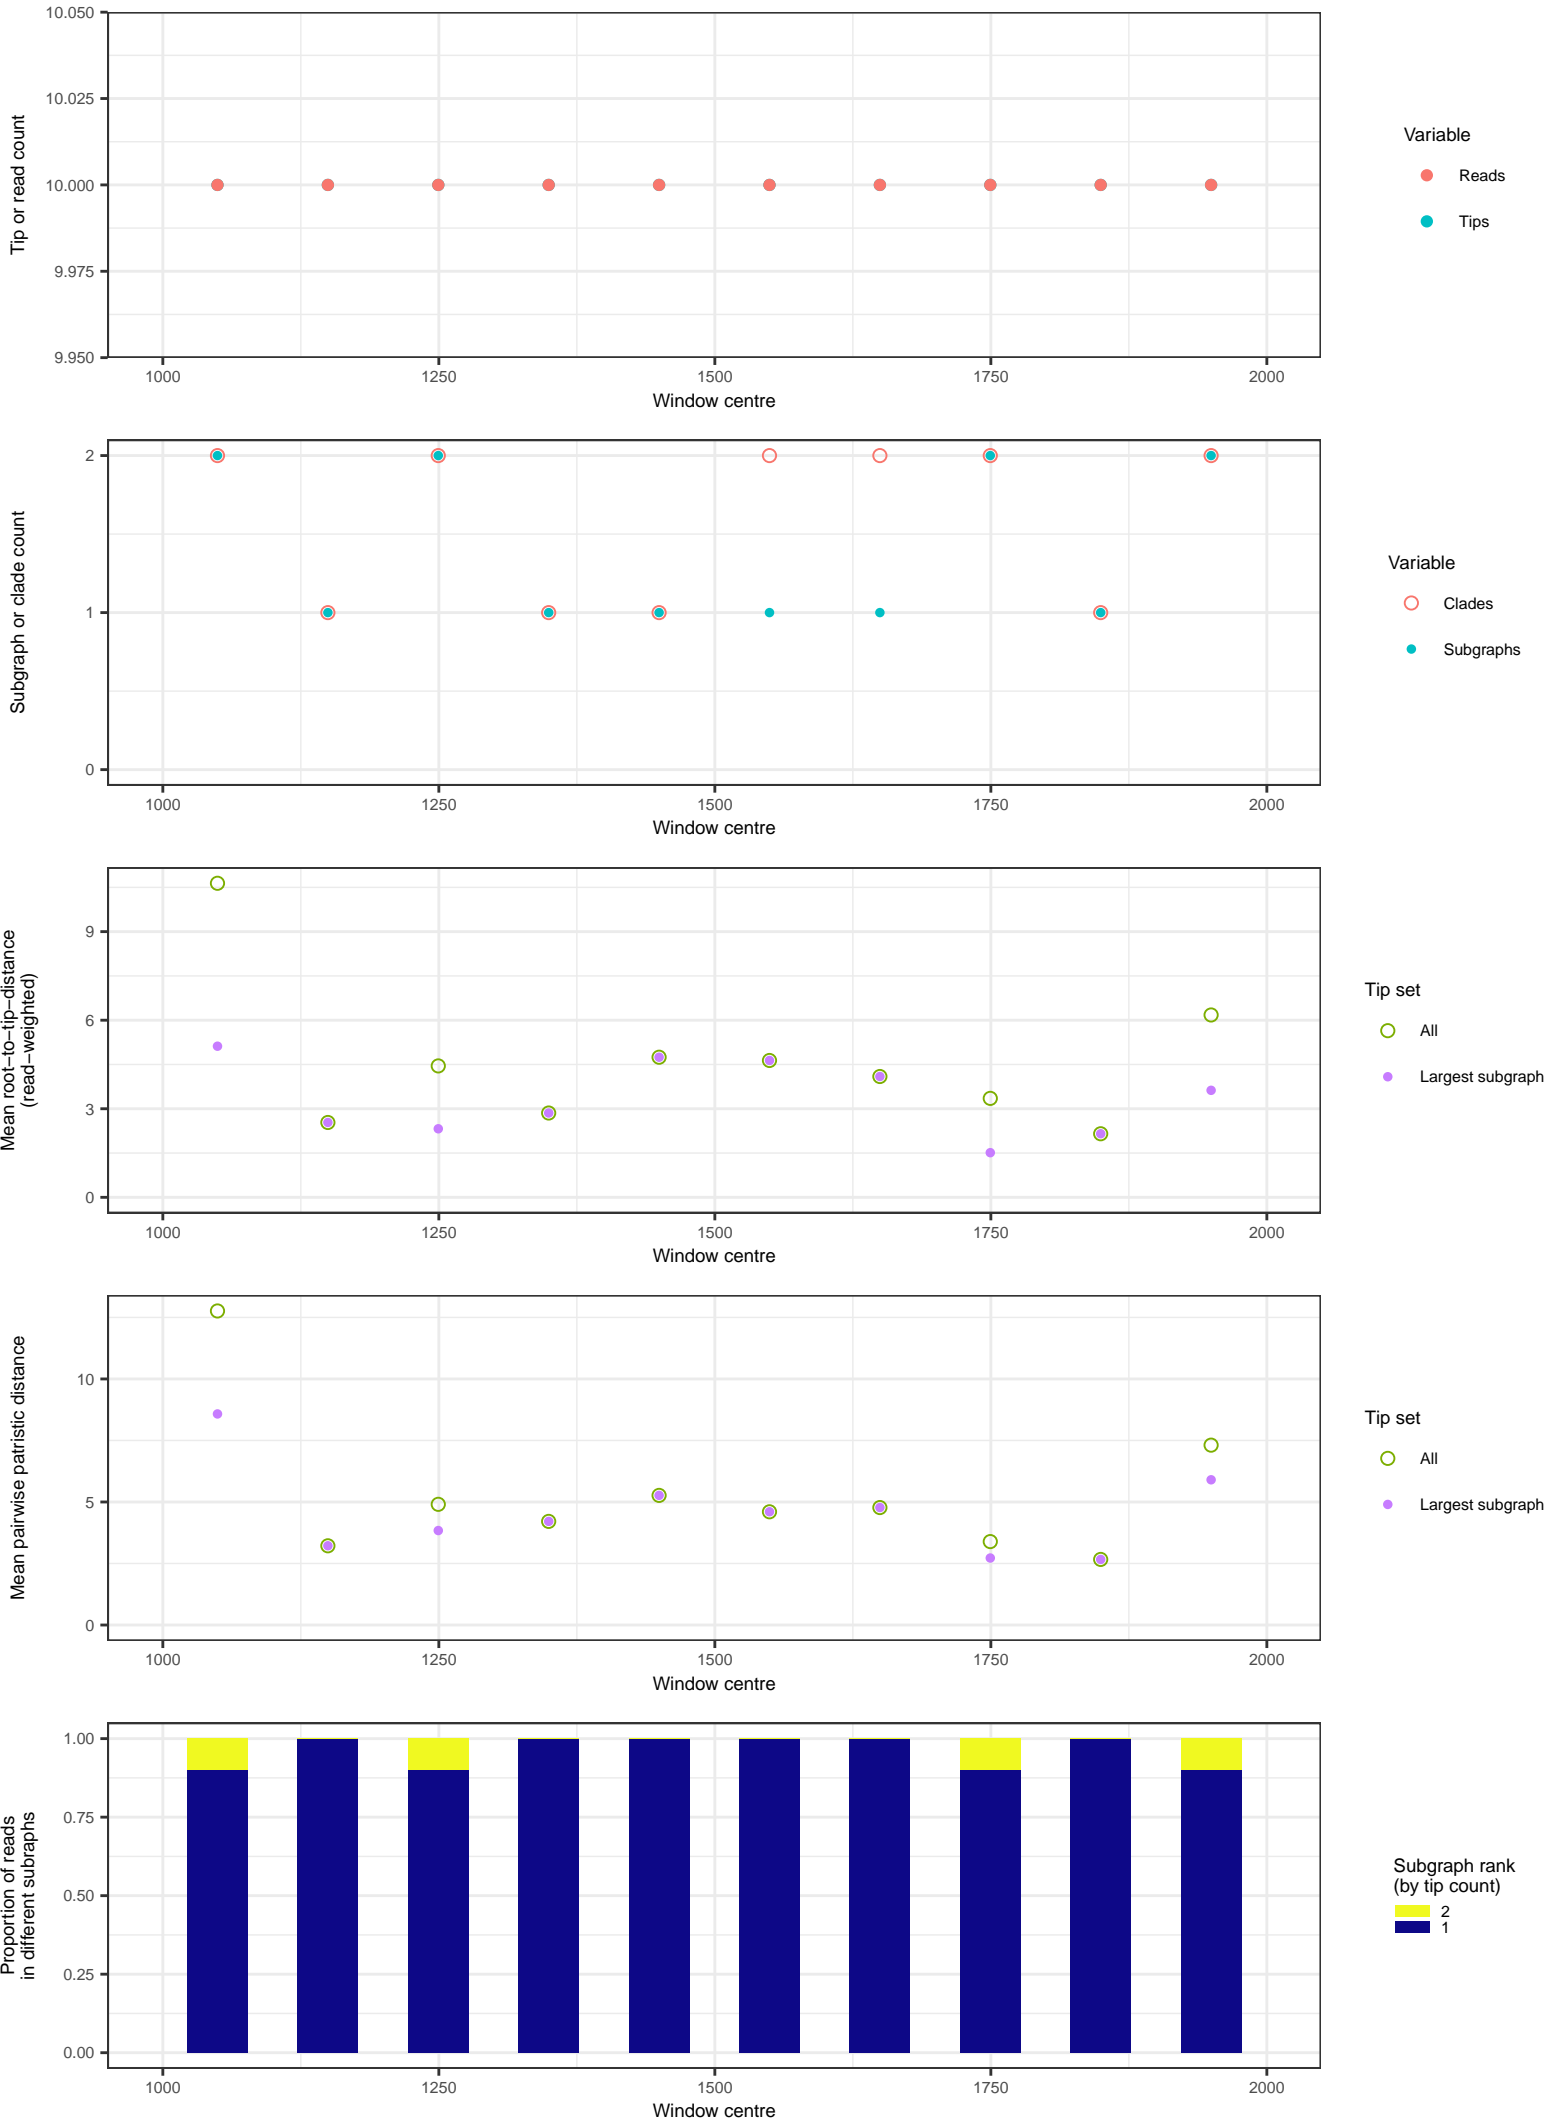 10.050
10.025
10.000
9.975
9.950
Tip or read count
1000 1250 1500 1750 2000
Window centre
Variable
Reads
Tips
2
1
0
Subgraph or clade count
1000 1250 1500 1750 2000
Window centre
Variable
Clades
Subgraphs
9
6
3
0
Mean root−to−tip−distance
(read−weighted)
1000 1250 1500 1750 2000
Window centre
Tip set
All
Largest subgraph
10
5
0
Mean pairwise patristic distance
1000 1250 1500 1750 2000
Window centre
Tip set
All
Largest subgraph
1.00
0.75
0.50
0.25
0.00
Proportion of reads
in different subraphs
1000 1250 1500 1750 2000
Window centre
Subgraph rank
(by tip count)
2
1